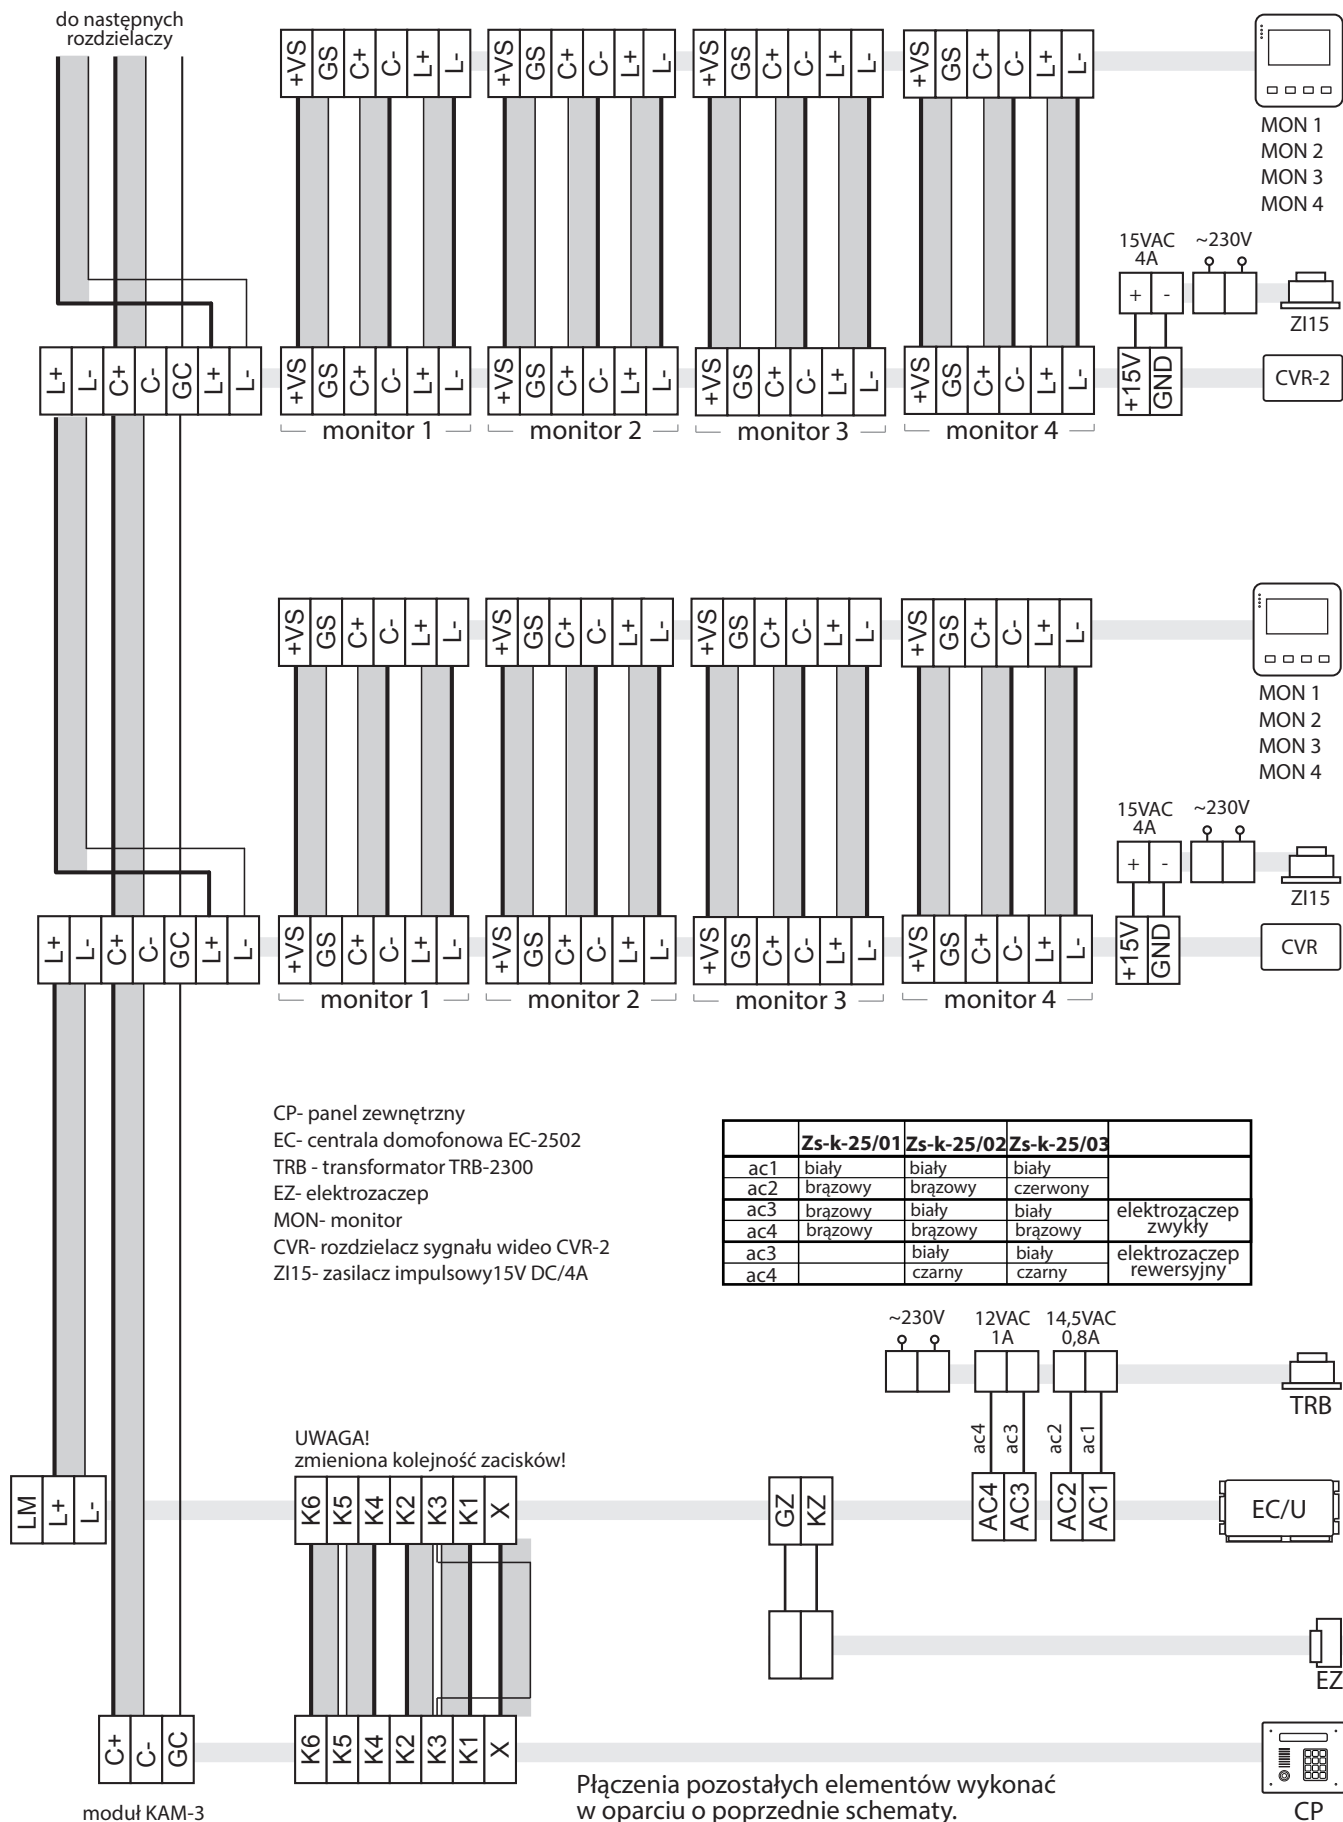 do następnych
rozdzielaczy
+VS GS C+ C- L+ L- +VS GS C+ C- L+ L- +VS GS C+ C- L+ L- +VS GS C+ C- L+ L-
MON 1
MON 2
MON 3
MON 4
15VAC ~230V
4A
+ -
ZI15
L+ L- C+ C- GC L+ L- +VS GS C+ C- L+ L- +VS GS C+ C- L+ L- +VS GS C+ C- L+ L- +VS GS C+ C- L+ L- +15V GND CVR-2
monitor 1 monitor 2 monitor 3 monitor 4
+VS GS C+ C- L+ L- +VS GS C+ C- L+ L- +VS GS C+ C- L+ L- +VS GS C+ C- L+ L-
MON 1
MON 2
MON 3
MON 4
15VAC ~230V
4A
+ -
ZI15
L+ L- C+ C- GC L+ L- +VS GS C+ C- L+ L- +VS GS C+ C- L+ L- +VS GS C+ C- L+ L- +VS GS C+ C- L+ L- +15V GND CVR
monitor 1 monitor 2 monitor 3 monitor 4
CP- panel zewnętrzny
EC- centrala domofonowa EC-2502
TRB - transformator TRB-2300
EZ- elektrozaczep
MON- monitor
CVR- rozdzielacz sygnału wideo CVR-2
ZI15- zasilacz impulsowy15V DC/4A
Zs-k-25/01 Zs-k-25/02 Zs-k-25/03
ac1 biały biały biały
ac2 brązowy brązowy czerwony
ac3 brązowy biały biały elektrozaczep
ac4 brązowy brązowy brązowy zwykły
ac3 biały biały elektrozaczep
ac4 czarny czarny rewersyjny
~230V 12VAC 14,5VAC
1A 0,8A
TRB
ac4 ac3 ac2 ac1
UWAGA!
zmieniona kolejność zacisków!
LM L+ L- K6 K5 K4 K2 K3 K1 X GZ KZ AC4 AC3 AC2 AC1 EC/U
EZ
C+ C- GC K6 K5 K4 K2 K3 K1 X
moduł KAM-3
Płączenia pozostałych elementów wykonać
w oparciu o poprzednie schematy.
CP